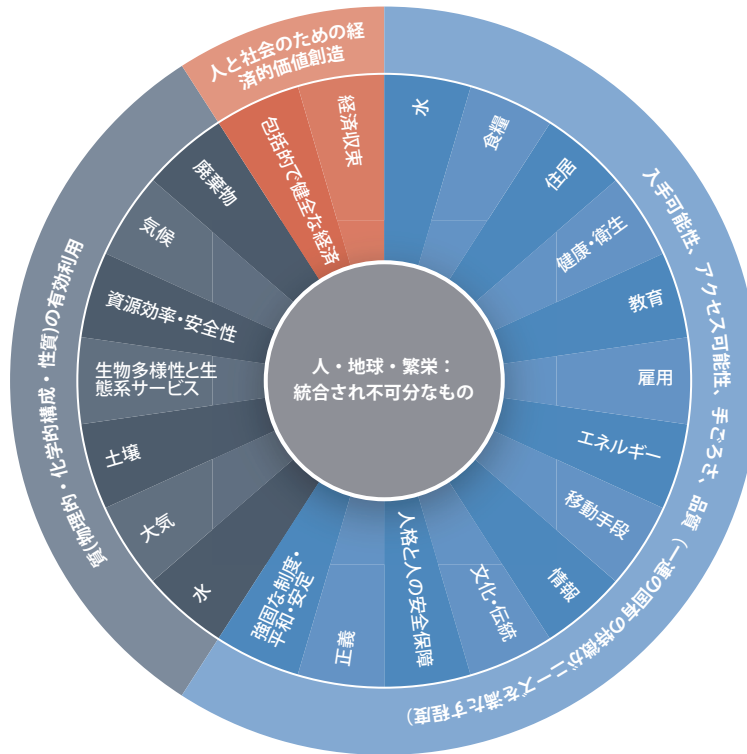 人と社会のための経
済的価値創造
入手可能性、アクセス可能性、手ごろさ、品質（一連の固有の特徴がニーズを満たす程度）
質(物理的・化学的構成・性質)の有効利用
水
食糧
住居
健康・衛生
教育
雇用
エネルギー
移動手段
情報
文化・伝統
人格と人の安全保障
正義
強固な制度・
平和・安定
水
大気
土壌
生物多様性と生
態系サービス
資源効率・安全性
気候
廃棄物
包括的で健全な経済
経済収束
人・地球・繁栄：
統合され不可分なもの